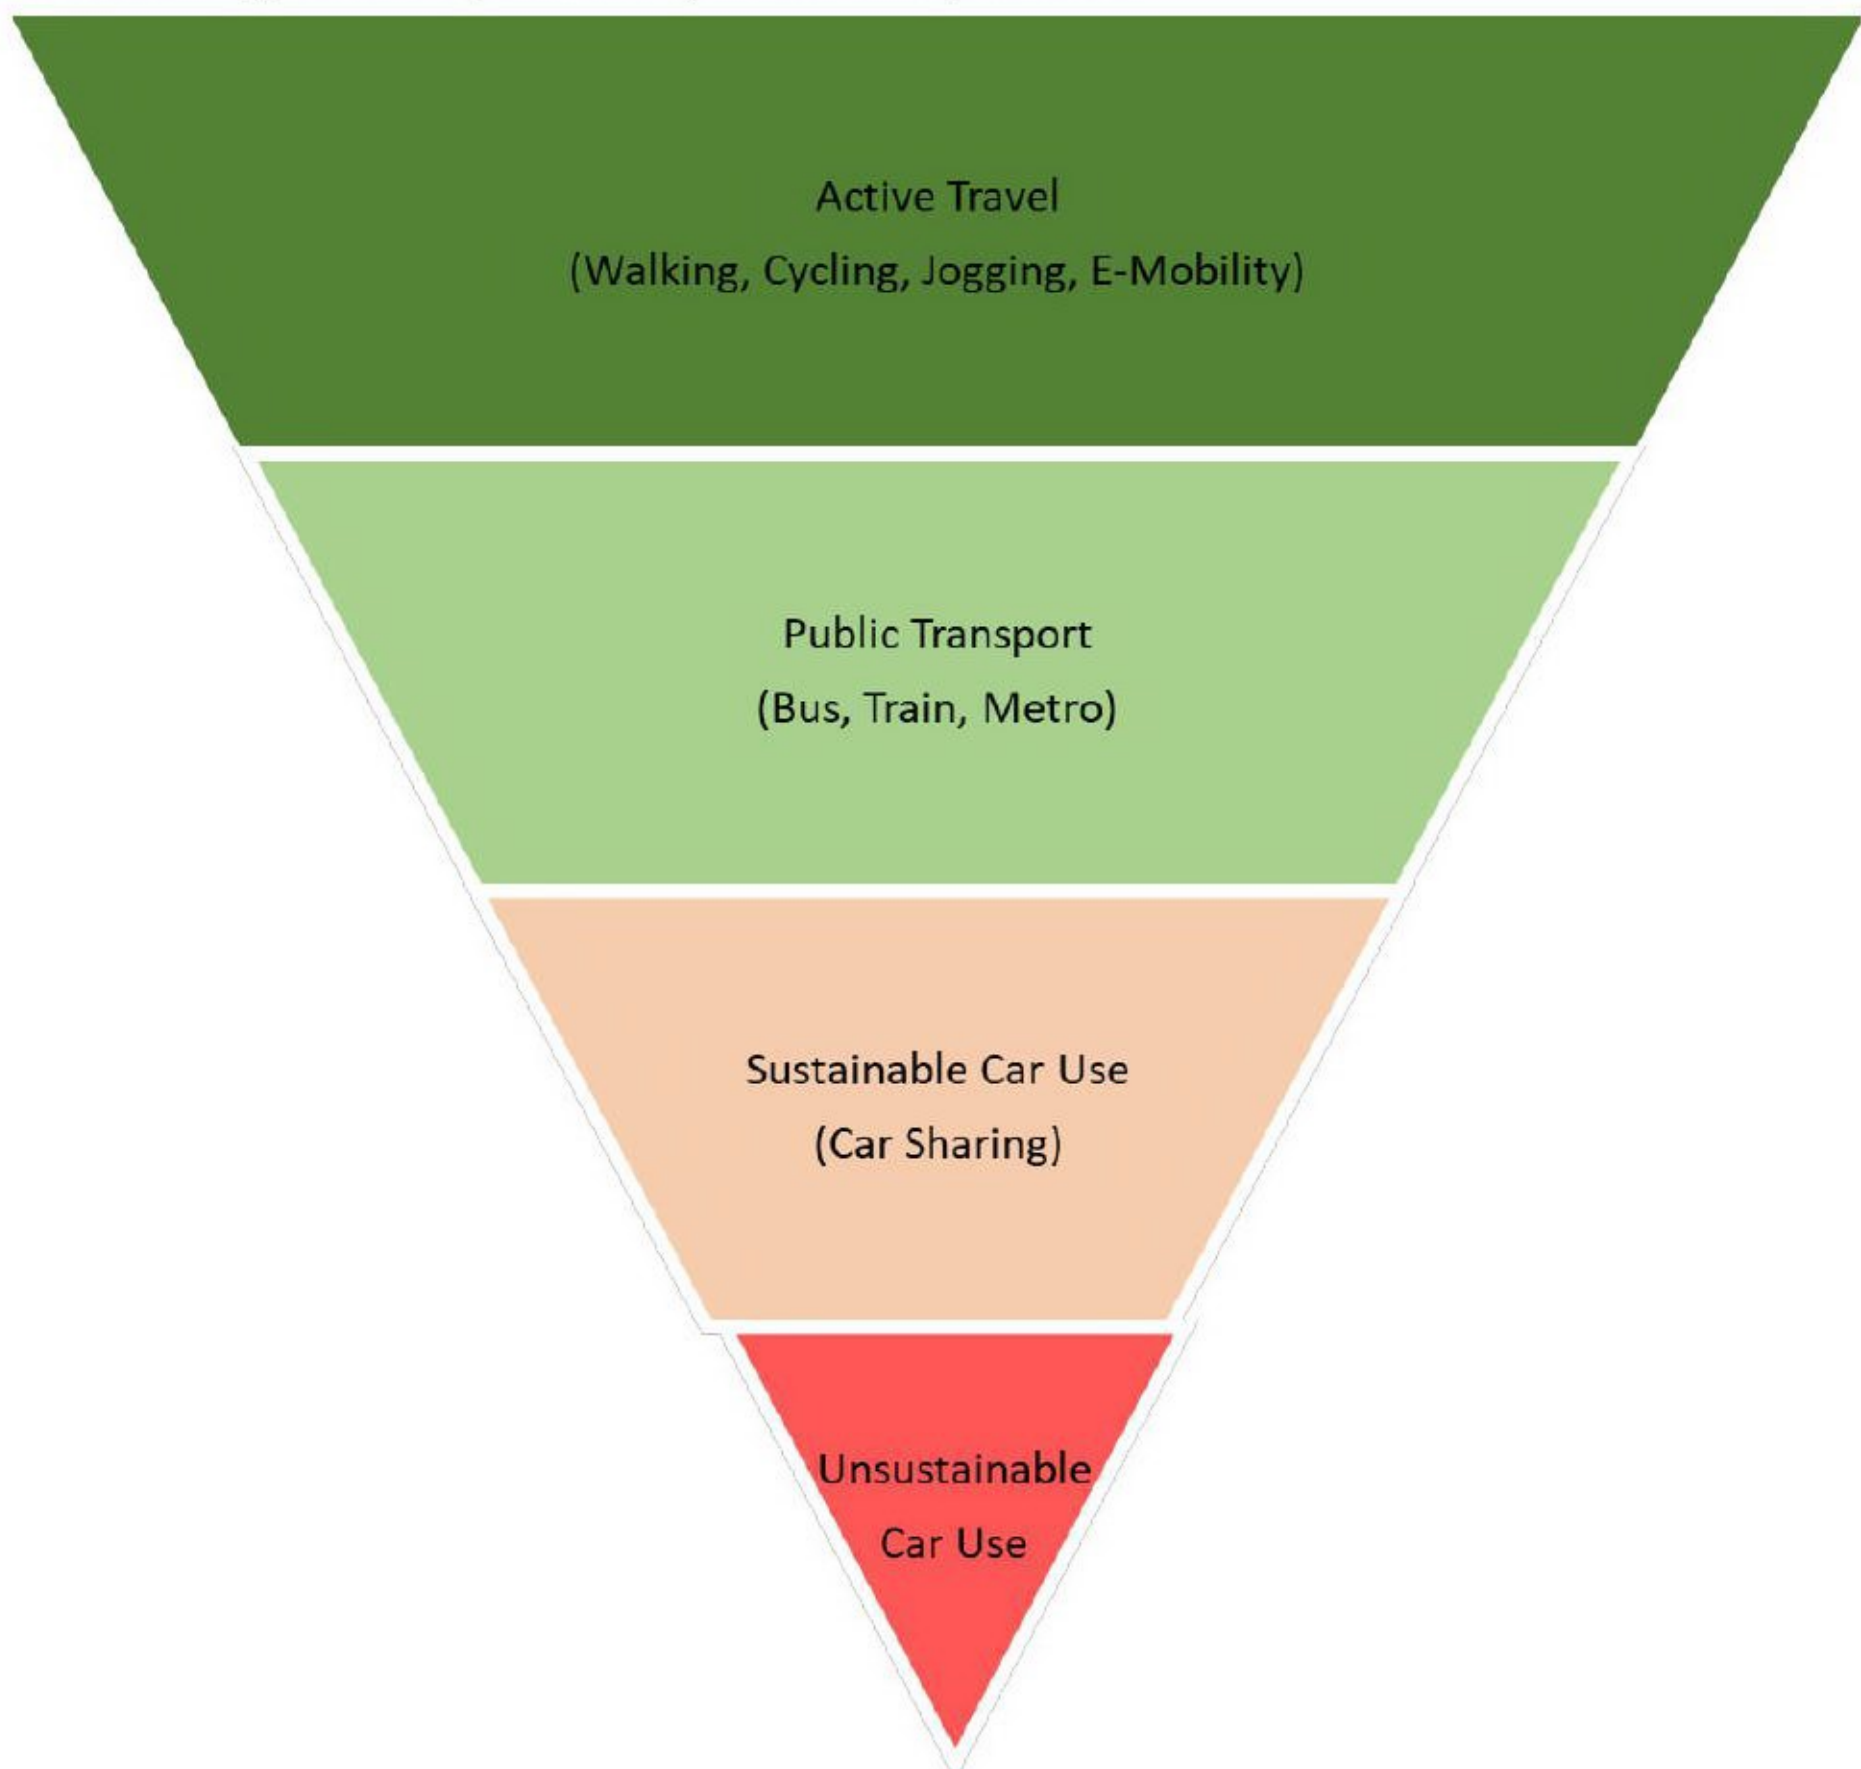 Active Travel
(Walking, Cycling, Jogging, E-Mobility)
Public Transport
(Bus, Train, Metro)
Sustainable Car Use
(Car Sharing)
Unsustainable
Car Use